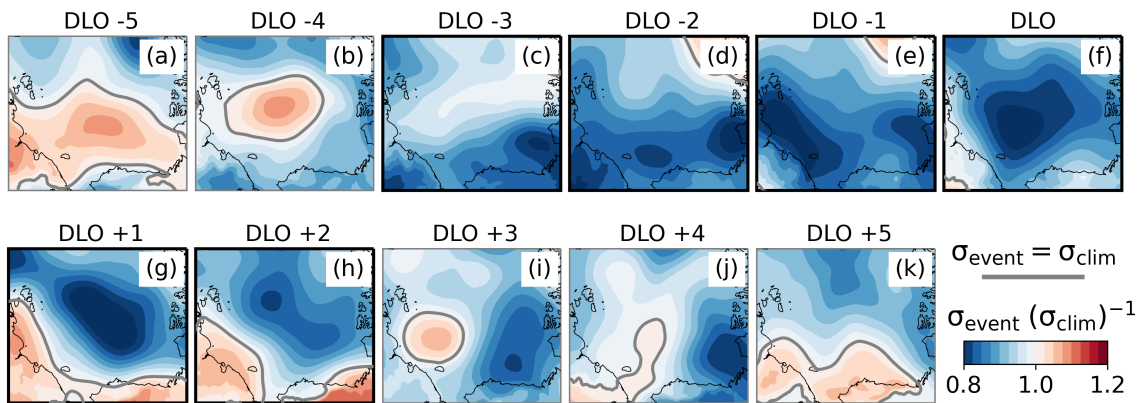 DLO -5 DLO -4 DLO -3 DLO -2 DLO -1 DLO
(a) (b) (c) (d) (e) (f)
DLO +1 DLO +2 DLO +3 DLO +4 DLO +5
(g) (h) (i) (j) (k)
σevent = σclim
σevent (σclim)⁻¹
0.8 1.0 1.2